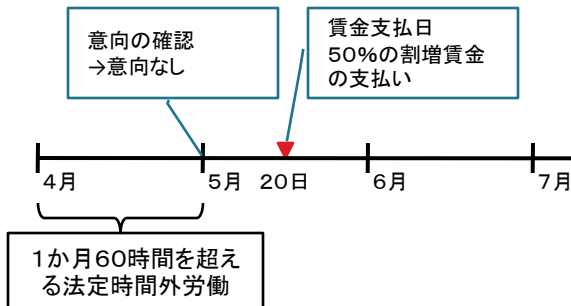 意向の確認
→意向なし
賃金支払日
50%の割増賃金
の支払い
4月
5月
20日
6月
7月
1か月60時間を超え
る法定時間外労働